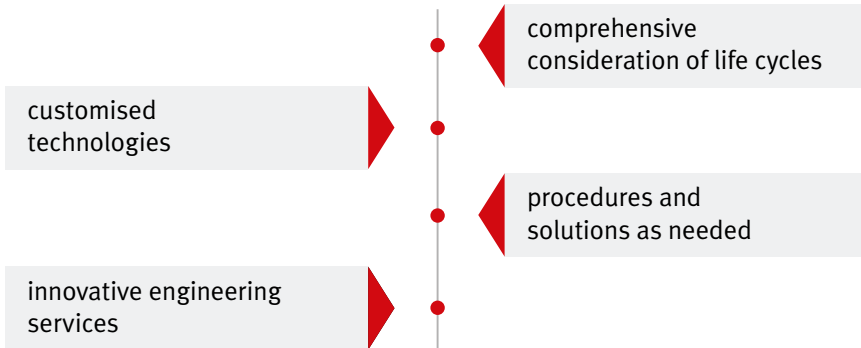 comprehensive
consideration of life cycles
customised
technologies
procedures and
solutions as needed
innovative engineering
services